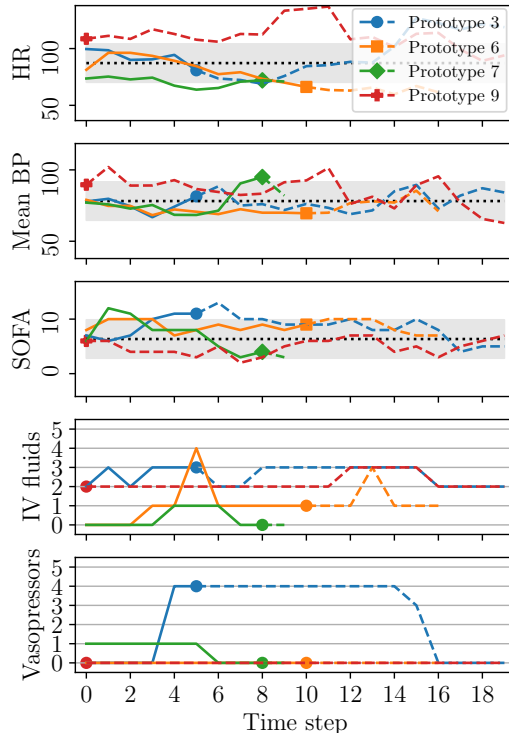 HR
100
50
Prototype 3
Prototype 6
Prototype 7
Prototype 9
Mean BP
100
50
SOFA
10
0
IV fluids
5
4
3
2
1
0
Vasopressors
5
4
3
2
1
0
0 2 4 6 8 10 12 14 16 18
Time step